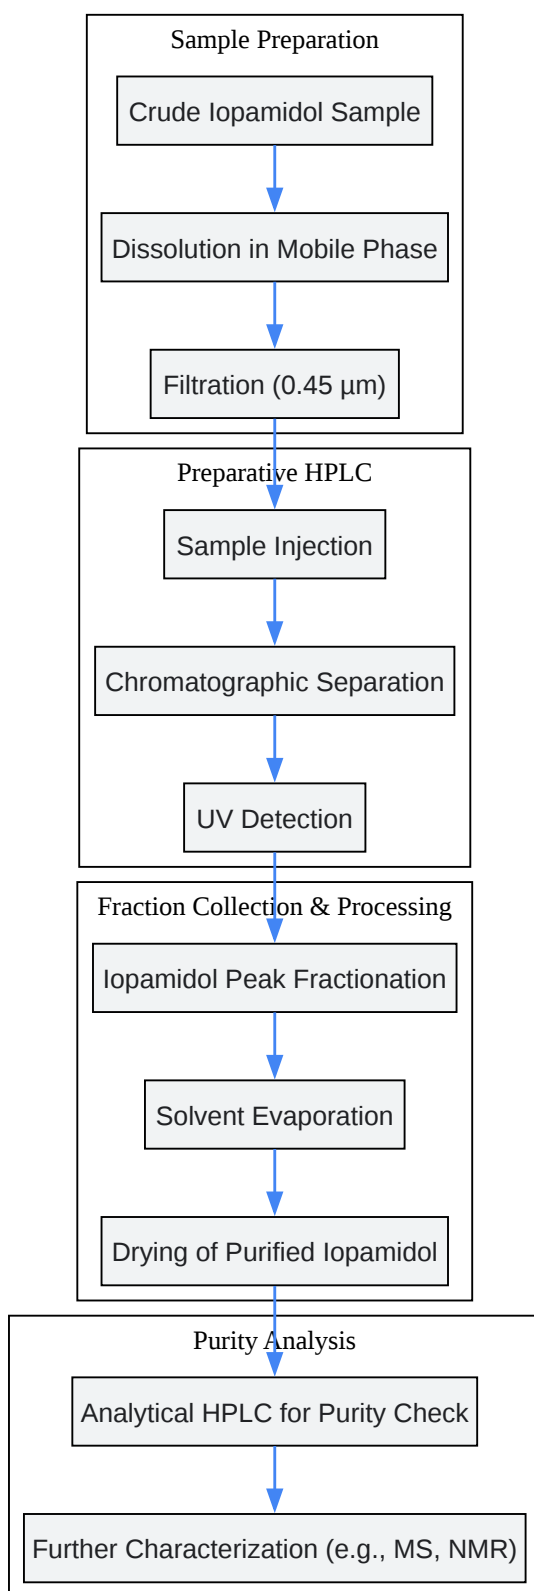 Sample Preparation
Crude Iopamidol Sample
Dissolution in Mobile Phase
Filtration (0.45 µm)
Preparative HPLC
Sample Injection
Chromatographic Separation
UV Detection
Fraction Collection & Processing
Iopamidol Peak Fractionation
Solvent Evaporation
Drying of Purified Iopamidol
Purity Analysis
Analytical HPLC for Purity Check
Further Characterization (e.g., MS, NMR)